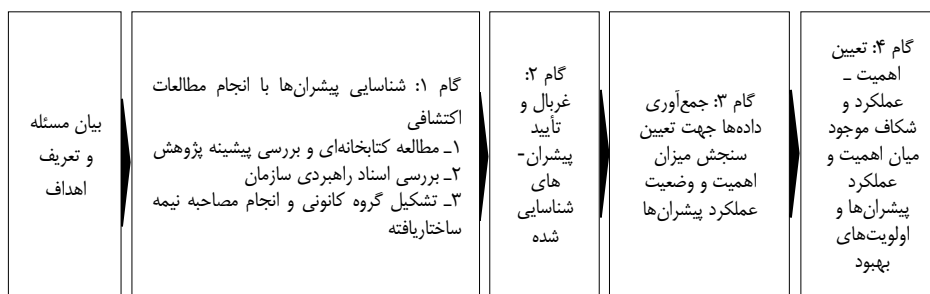 بیان مسئله
و تعریف
اهداف
گام ۱: شناسایی پیشران‌ها با انجام مطالعات
اکتشافی
۱ـ مطالعه کتابخانه‌ای و بررسی پیشینه پژوهش
۲ـ بررسی اسناد راهبردی سازمان
۳ـ تشکیل گروه کانونی و انجام مصاحبه نیمه
ساختاریافته
گام ۲:
غربال و
تأیید
پیشران-
های
شناسایی
شده
گام ۳: جمع‌آوری
داده‌ها جهت تعیین
سنجش میزان
اهمیت و وضعیت
عملکرد پیشران‌ها
گام ۴: تعیین
اهمیت ـ
عملکرد و
شکاف موجود
میان اهمیت و
عملکرد
پیشران‌ها و
اولویت‌های
بهبود